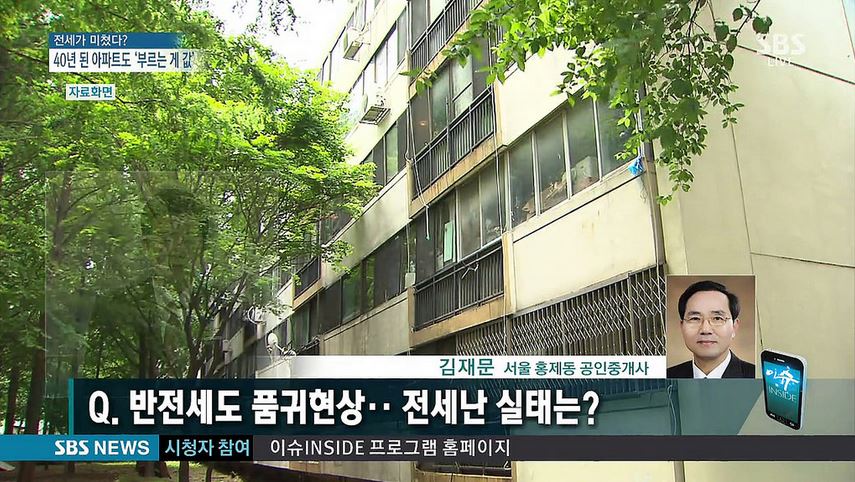 전세가 미쳤다?
40년 된 아파트도 '부르는 게 값'
자료화면
SBS
LIVE
김재문 서울 홍제동 공인중개사
Q. 반전세도 품귀현상‥ 전세난 실태는?
이슈
INSIDE
SBS NEWS 시청자 참여 이슈INSIDE 프로그램 홈페이지